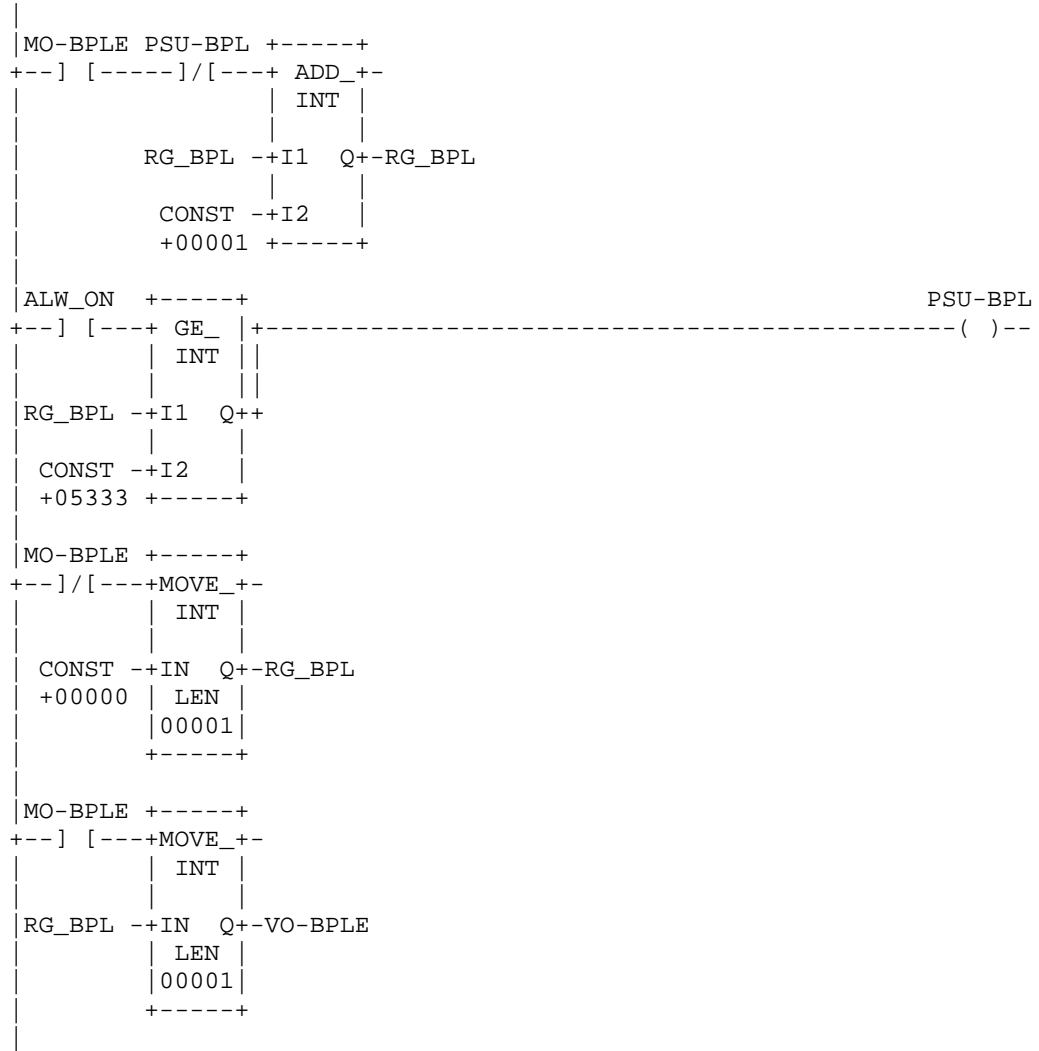 |
|MO-BPLE PSU-BPL +-----+
+--] [-----]/[---+ ADD_+-
|                | INT |
|                |     |
|        RG_BPL -+I1  Q+-RG_BPL
|                |     |
|         CONST -+I2   |
|         +00001 +-----+
|
|ALW_ON  +-----+                                              PSU-BPL
+--] [---+ GE_ |+----------------------------------------------( )--
|        | INT ||
|        |     ||
|RG_BPL -+I1  Q++
|        |     |
| CONST -+I2   |
| +05333 +-----+
|
|MO-BPLE +-----+
+--]/[---+MOVE_+-
|        | INT |
|        |     |
| CONST -+IN  Q+-RG_BPL
| +00000 | LEN |
|        |00001|
|        +-----+
|
|MO-BPLE +-----+
+--] [---+MOVE_+-
|        | INT |
|        |     |
|RG_BPL -+IN  Q+-VO-BPLE
|        | LEN |
|        |00001|
|        +-----+
|